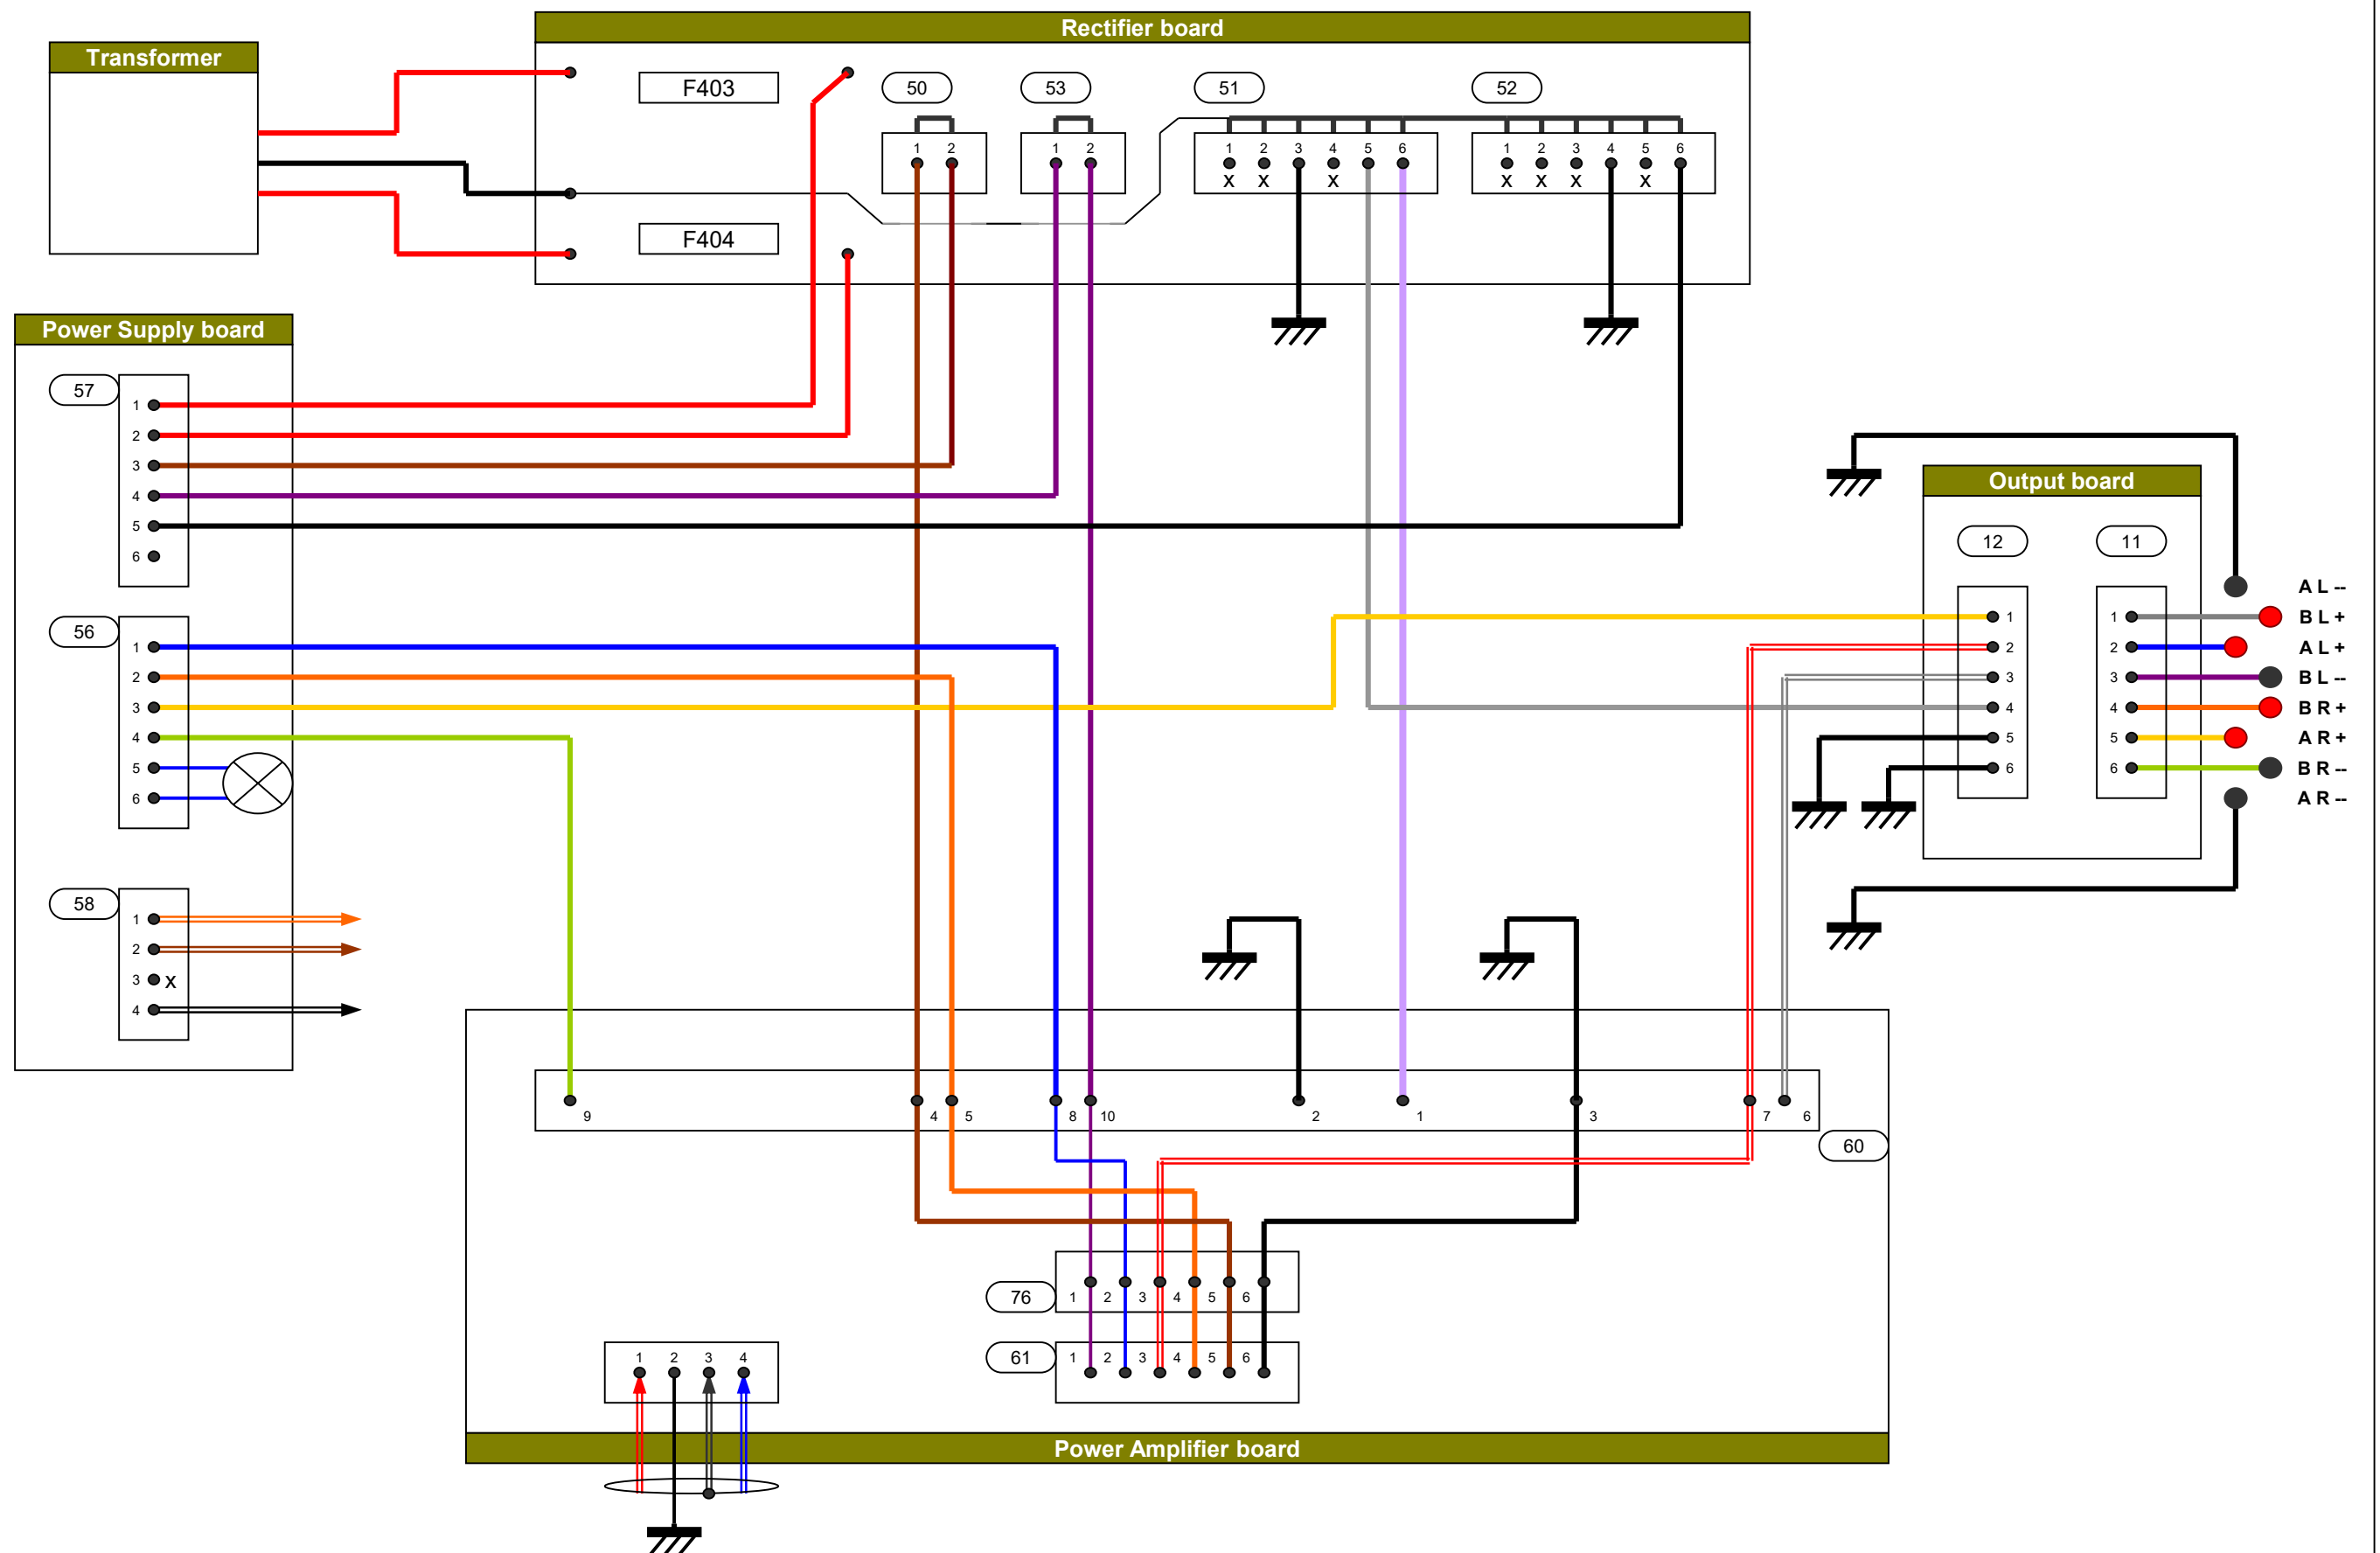 Rectifier board
Transformer
F403
50
53
51
52
1 2
1 2
1 2 3 4 5 6
1 2 3 4 5 6
X X X
X X X X
F404
Power Supply board
57
1
2
3
4
5
6
Output board
12
11
56
1
2
3
4
5
6
1
2
3
4
5
6
1
2
3
4
5
6
A L --
B L +
A L +
B L --
B R +
A R +
B R --
A R --
58
1
2
3 X
4
9 4 5 8 10 2 1 3 7 6
60
76
1 2 3 4 5 6
61
1 2 3 4 5 6
1 2 3 4
Power Amplifier board